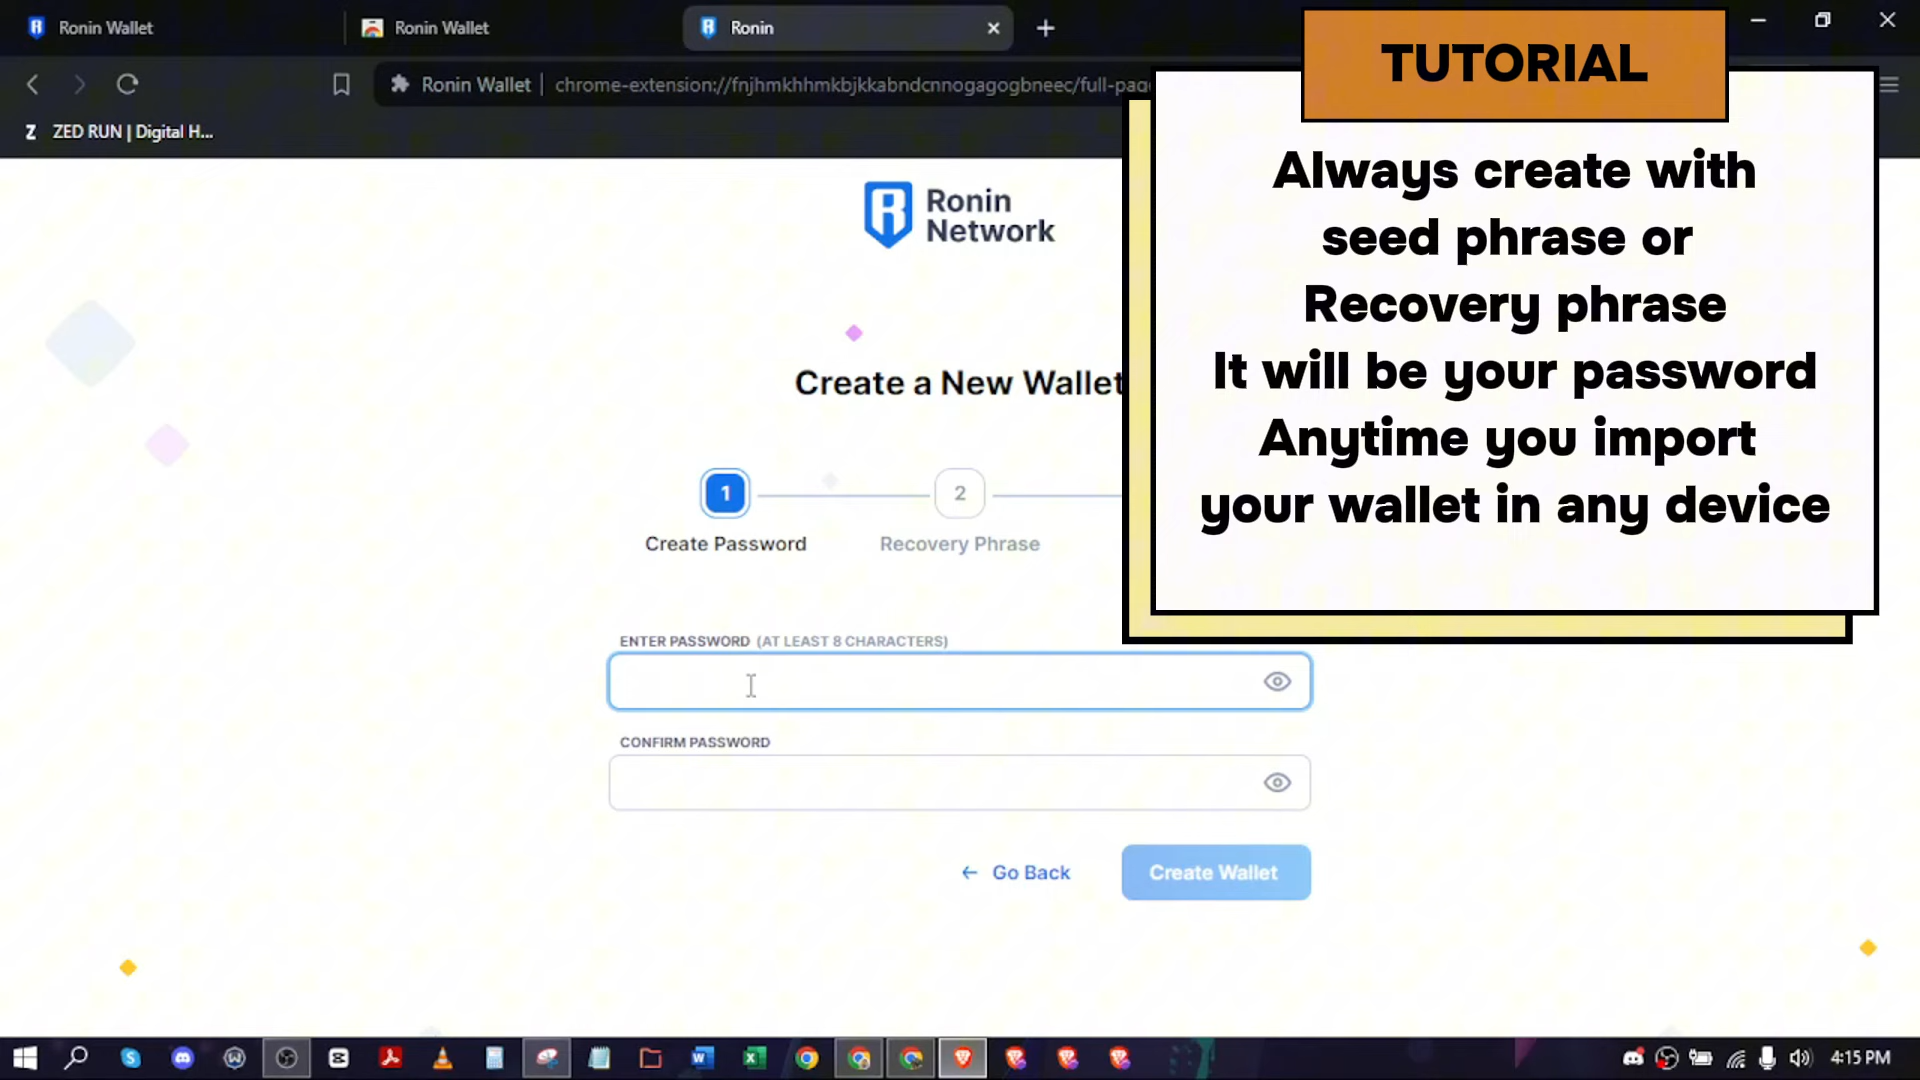 Ronin Wallet
Ronin Wallet
Ronin
TUTORIAL
Ronin Wallet
chrome-extension://fnjhmkhhmkbjkkabndcnnogagogbneec/full-pag
Z ZED RUN | Digital H...
Always create with
seed phrase or
Recovery phrase
It will be your password
Anytime you import
your wallet in any device
Ronin
Network
Create a New Wallet
1
2
Create Password
Recovery Phrase
ENTER PASSWORD (AT LEAST 8 CHARACTERS)
CONFIRM PASSWORD
Go Back
Create Wallet
4:15 PM